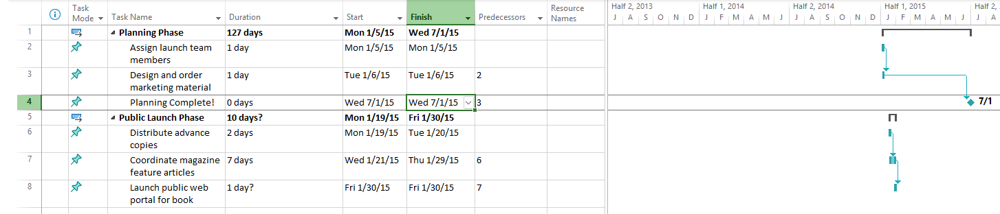 Half 2, 2013 Half 1, 2014 Half 2, 2014 Half 1, 2015 Half 2,
Task Mode Task Name Duration Start Finish Predecessors Resource Names J A S O N D J F M A M J J A S O N D J F M A M J J A
1 Planning Phase 127 days Mon 1/5/15 Wed 7/1/15
2 Assign launch team 1 day Mon 1/5/15 Mon 1/5/15
members
3 Design and order 1 day Tue 1/6/15 Tue 1/6/15 2
marketing material
4 Planning Complete! 0 days Wed 7/1/15 Wed 7/1/15 3 7/1
5 Public Launch Phase 10 days? Mon 1/19/15 Fri 1/30/15
6 Distribute advance 2 days Mon 1/19/15 Tue 1/20/15
copies
7 Coordinate magazine 7 days Wed 1/21/15 Thu 1/29/15 6
feature articles
8 Launch public web 1 day? Fri 1/30/15 Fri 1/30/15 7
portal for book